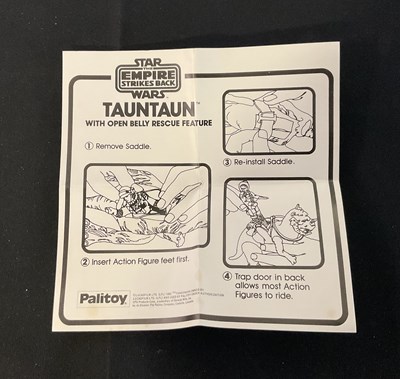 STAR
THE
EMPIRE
STRIKES BACK
WARS
TAUNTAUN™
WITH OPEN BELLY RESCUE FEATURE
1 Remove Saddle.
2 Insert Action Figure feet first.
3 Re-install Saddle.
4 Trap door in back
allows most Action
Figures to ride.
Palitoy